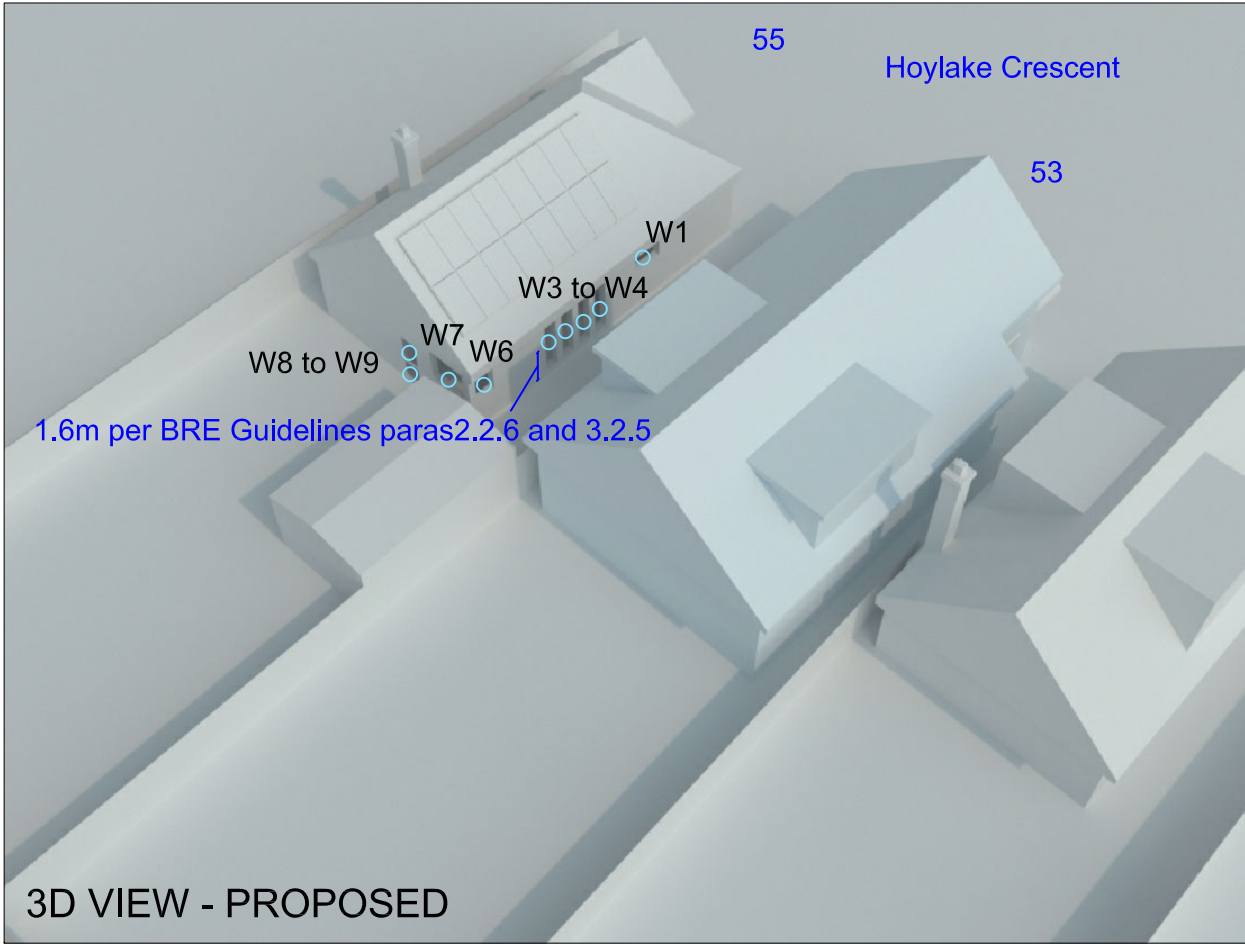 55
Hoylake Crescent
53
W1
W3 to W4
W7
W8 to W9
W6
1.6m per BRE Guidelines paras2.2.6 and 3.2.5
3D VIEW - PROPOSED